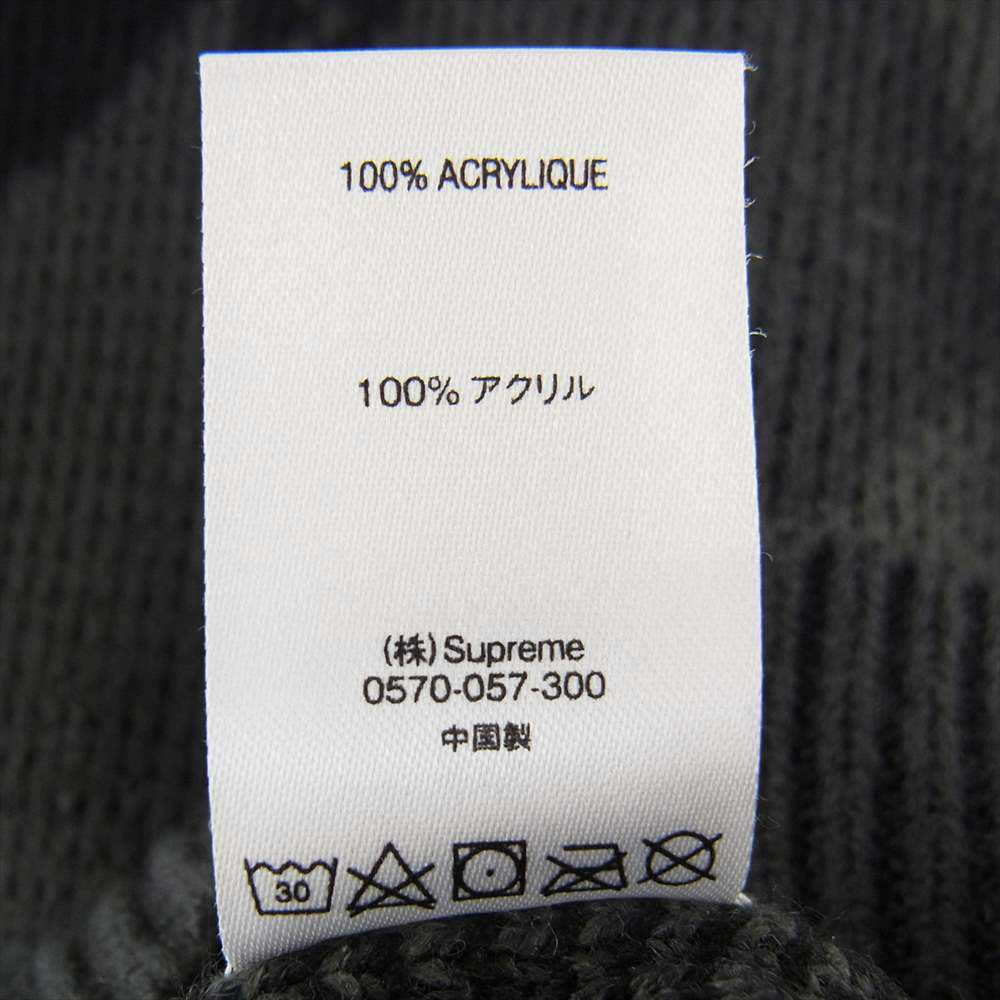 100% ACRYLIQUE
100% アクリル
(株) Supreme
0570-057-300
中国製
30